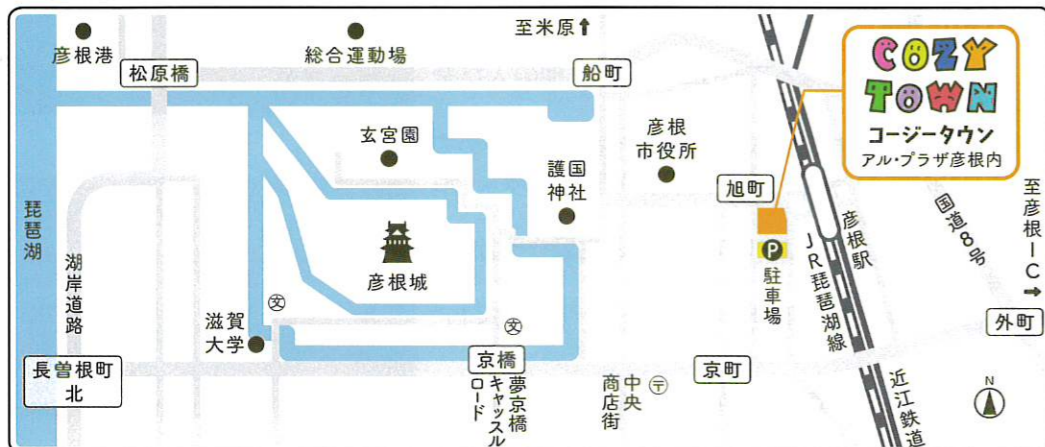 彦根港
松原橋
総合運動場
至米原↑
船町
COZY
TOWN
コージータウン
アル・プラザ彦根内
玄宮園
護国
神社
彦根
市役所
旭町
琵琶湖
湖岸道路
彦根城
P
駐車場
彦根駅
JR琵琶湖線
国道8号
至彦根IC→
外町
文
滋賀
大学
文
長曽根町
北
京橋
夢京橋
キャッスル
ロード
中央
商店街
〒
京町
近江鉄道
N